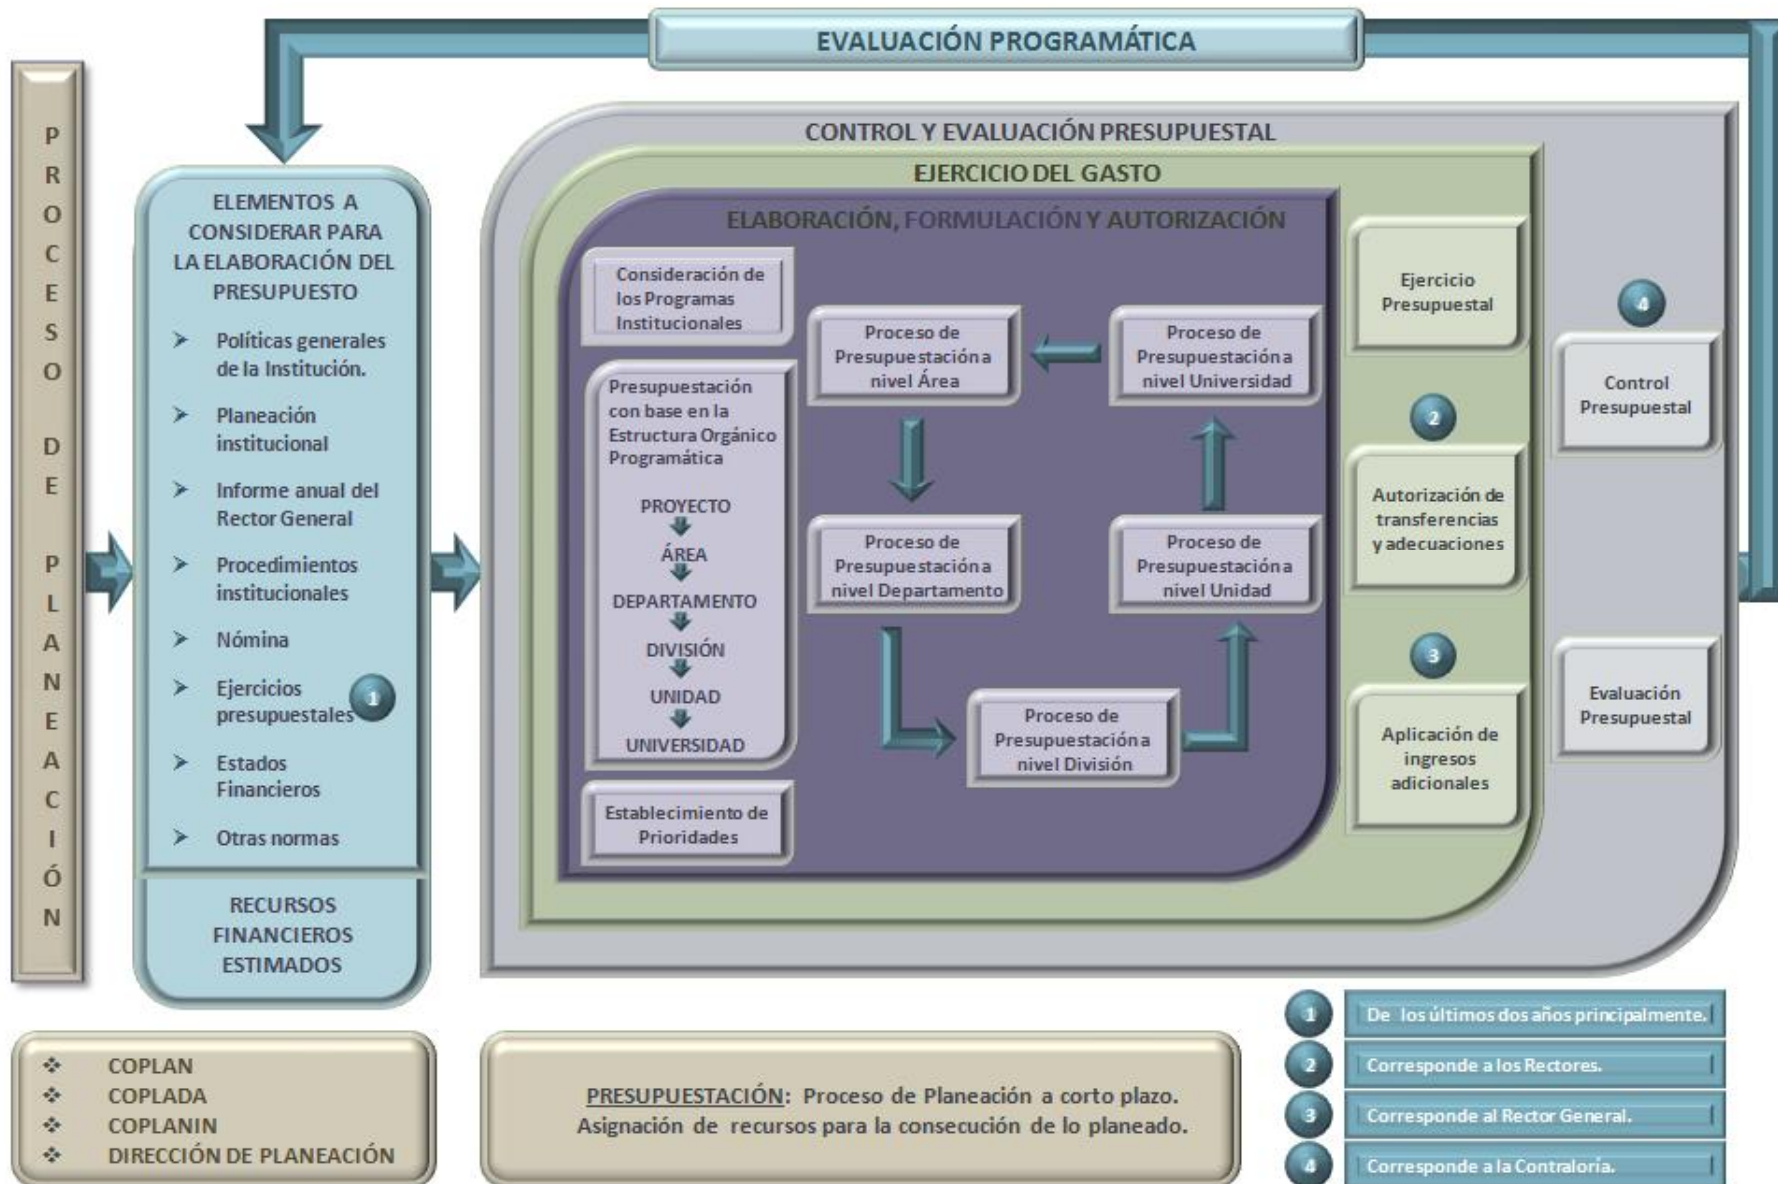 EVALUACIÓN PROGRAMÁTICA
PROCESO DE PLANEACIÓN
ELEMENTOS A
CONSIDERAR PARA
LA ELABORACIÓN DEL
PRESUPUESTO
Políticas generales
de la Institución.
Planeación
institucional
Informe anual del
Rector General
Procedimientos
institucionales
Nómina
Ejercicios
presupuestales 1
Estados
Financieros
Otras normas
RECURSOS
FINANCIEROS
ESTIMADOS
CONTROL Y EVALUACIÓN PRESUPUESTAL
EJERCICIO DEL GASTO
ELABORACIÓN, FORMULACIÓN Y AUTORIZACIÓN
Consideración de
los Programas
Institucionales
Presupuestación
con base en la
Estructura Orgánico
Programática
PROYECTO
ÁREA
DEPARTAMENTO
DIVISIÓN
UNIDAD
UNIVERSIDAD
Establecimiento de
Prioridades
Proceso de
Presupuestación a
nivel Área
Proceso de
Presupuestación a
nivel Universidad
Proceso de
Presupuestación a
nivel Departamento
Proceso de
Presupuestación a
nivel Unidad
Proceso de
Presupuestación a
nivel División
Ejercicio
Presupuestal
2
Autorización de
transferencias
y adecuaciones
3
Aplicación de
ingresos
adicionales
4
Control
Presupuestal
Evaluación
Presupuestal
COPLAN
COPLADA
COPLANIN
DIRECCIÓN DE PLANEACIÓN
PRESUPUESTACIÓN: Proceso de Planeación a corto plazo.
Asignación de recursos para la consecución de lo planeado.
1 De los últimos dos años principalmente.
2 Corresponde a los Rectores.
3 Corresponde al Rector General.
4 Corresponde a la Contraloría.